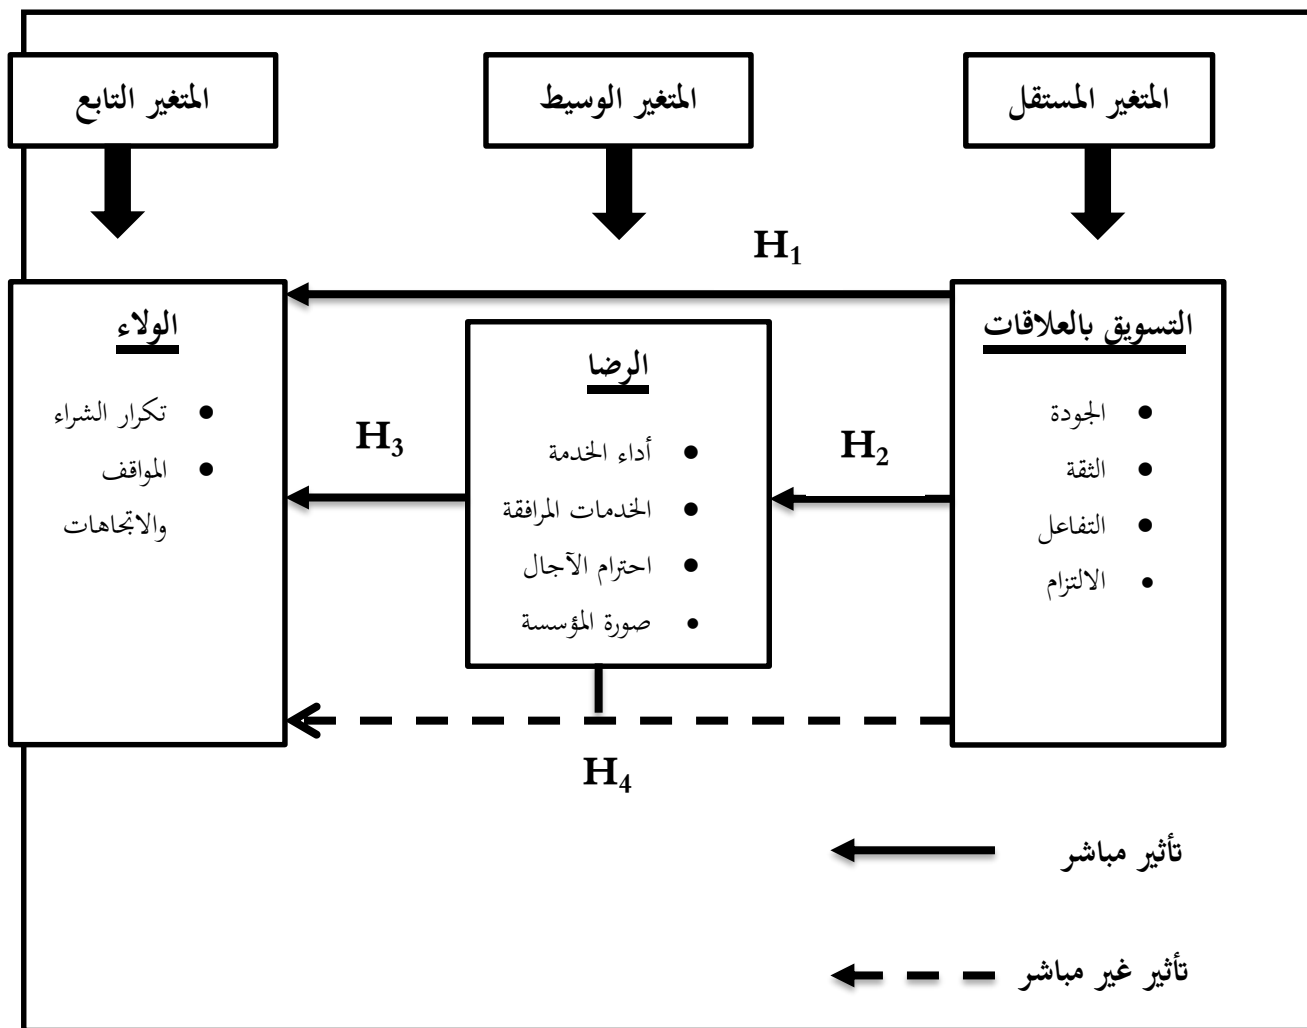 المتغير المستقل
المتغير الوسيط
المتغير التابع
H1
التسويق بالعلاقات
• الجودة
• الثقة
• التفاعل
• الالتزام
H2
الرضا
• أداء الخدمة
• الخدمات المرافقة
• احترام الآجال
• صورة المؤسسة
H3
الولاء
• تكرار الشراء
• المواقف
والاتجاهات
H4
تأثير مباشر
تأثير غير مباشر